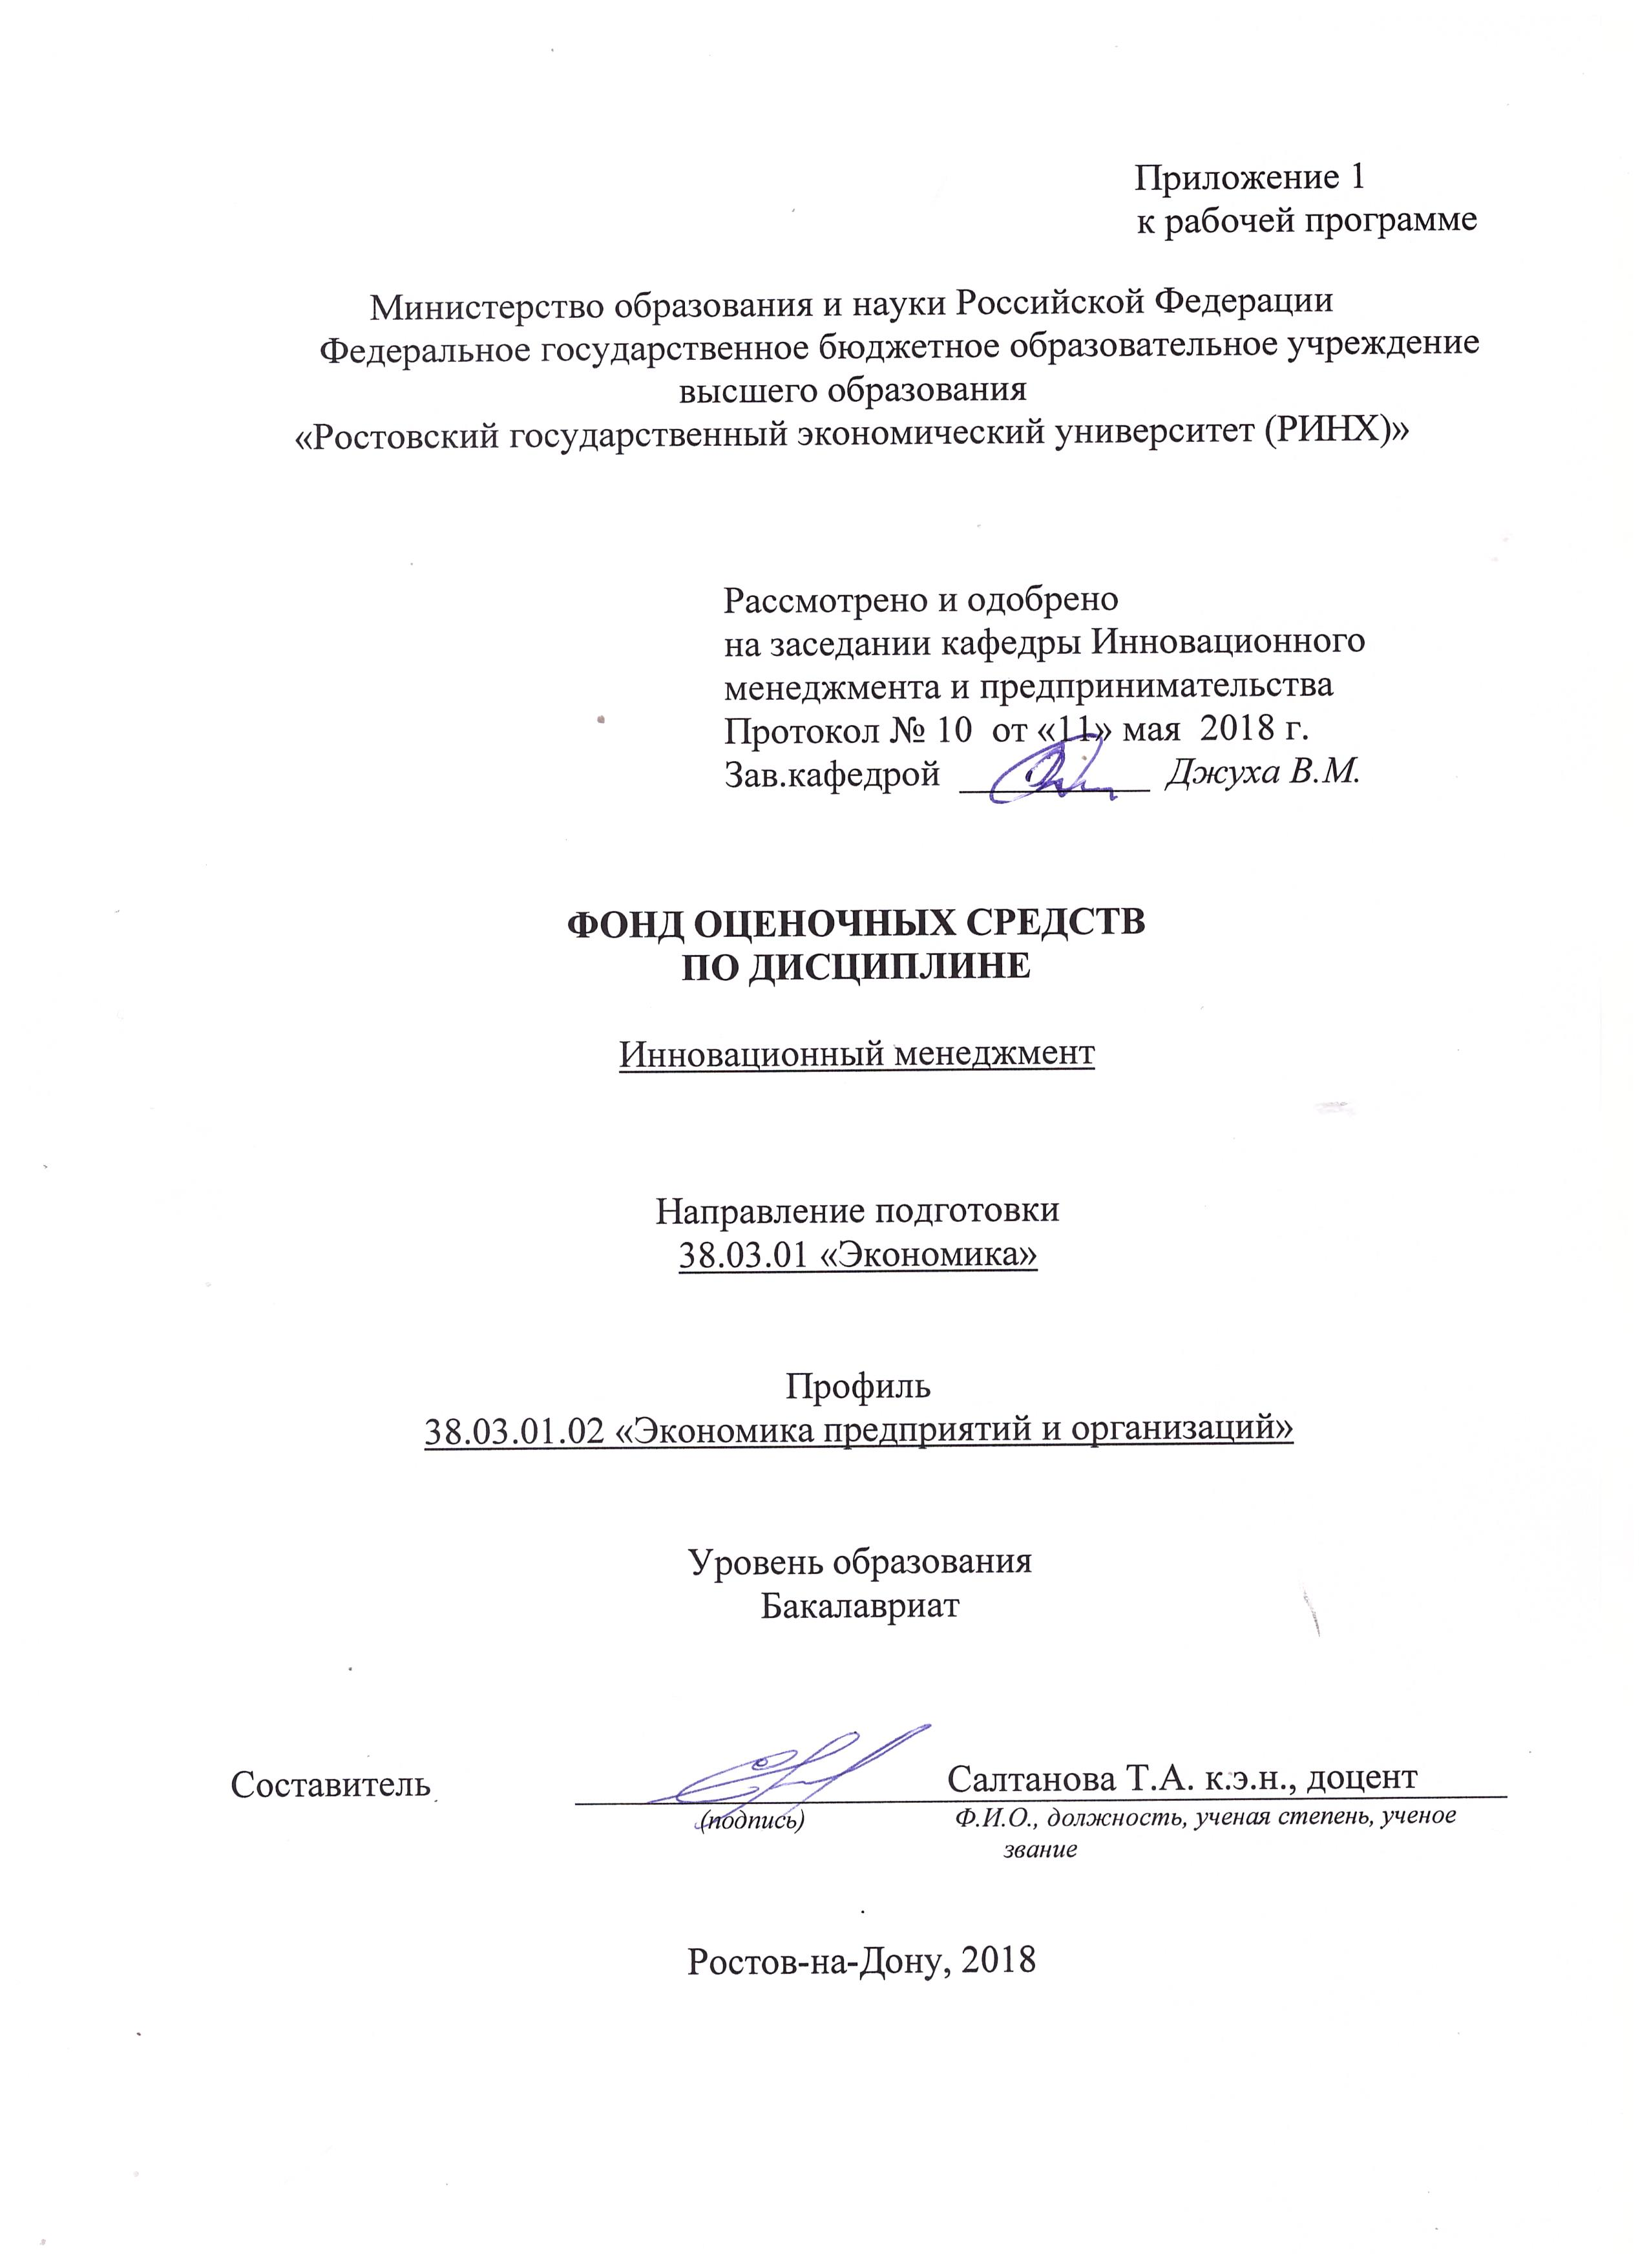 Приложение 1
к рабочей программе
Министерство образования и науки Российской Федерации
Федеральное государственное бюджетное образовательное учреждение
высшего образования
«Ростовский государственный экономический университет (РИНХ)»
Рассмотрено и одобрено
на заседании кафедры Инновационного
менеджмента и предпринимательства
Протокол № 10 от «11» мая 2018 г.
Зав.кафедрой ___________ Джуха В.М.
ФОНД ОЦЕНОЧНЫХ СРЕДСТВ
ПО ДИСЦИПЛИНЕ
Инновационный менеджмент
Направление подготовки
38.03.01 «Экономика»
Профиль
38.03.01.02 «Экономика предприятий и организаций»
Уровень образования
Бакалавриат
Составитель Салтанова Т.А. к.э.н., доцент
(подпись) Ф.И.О., должность, ученая степень, ученое
звание
Ростов-на-Дону, 2018